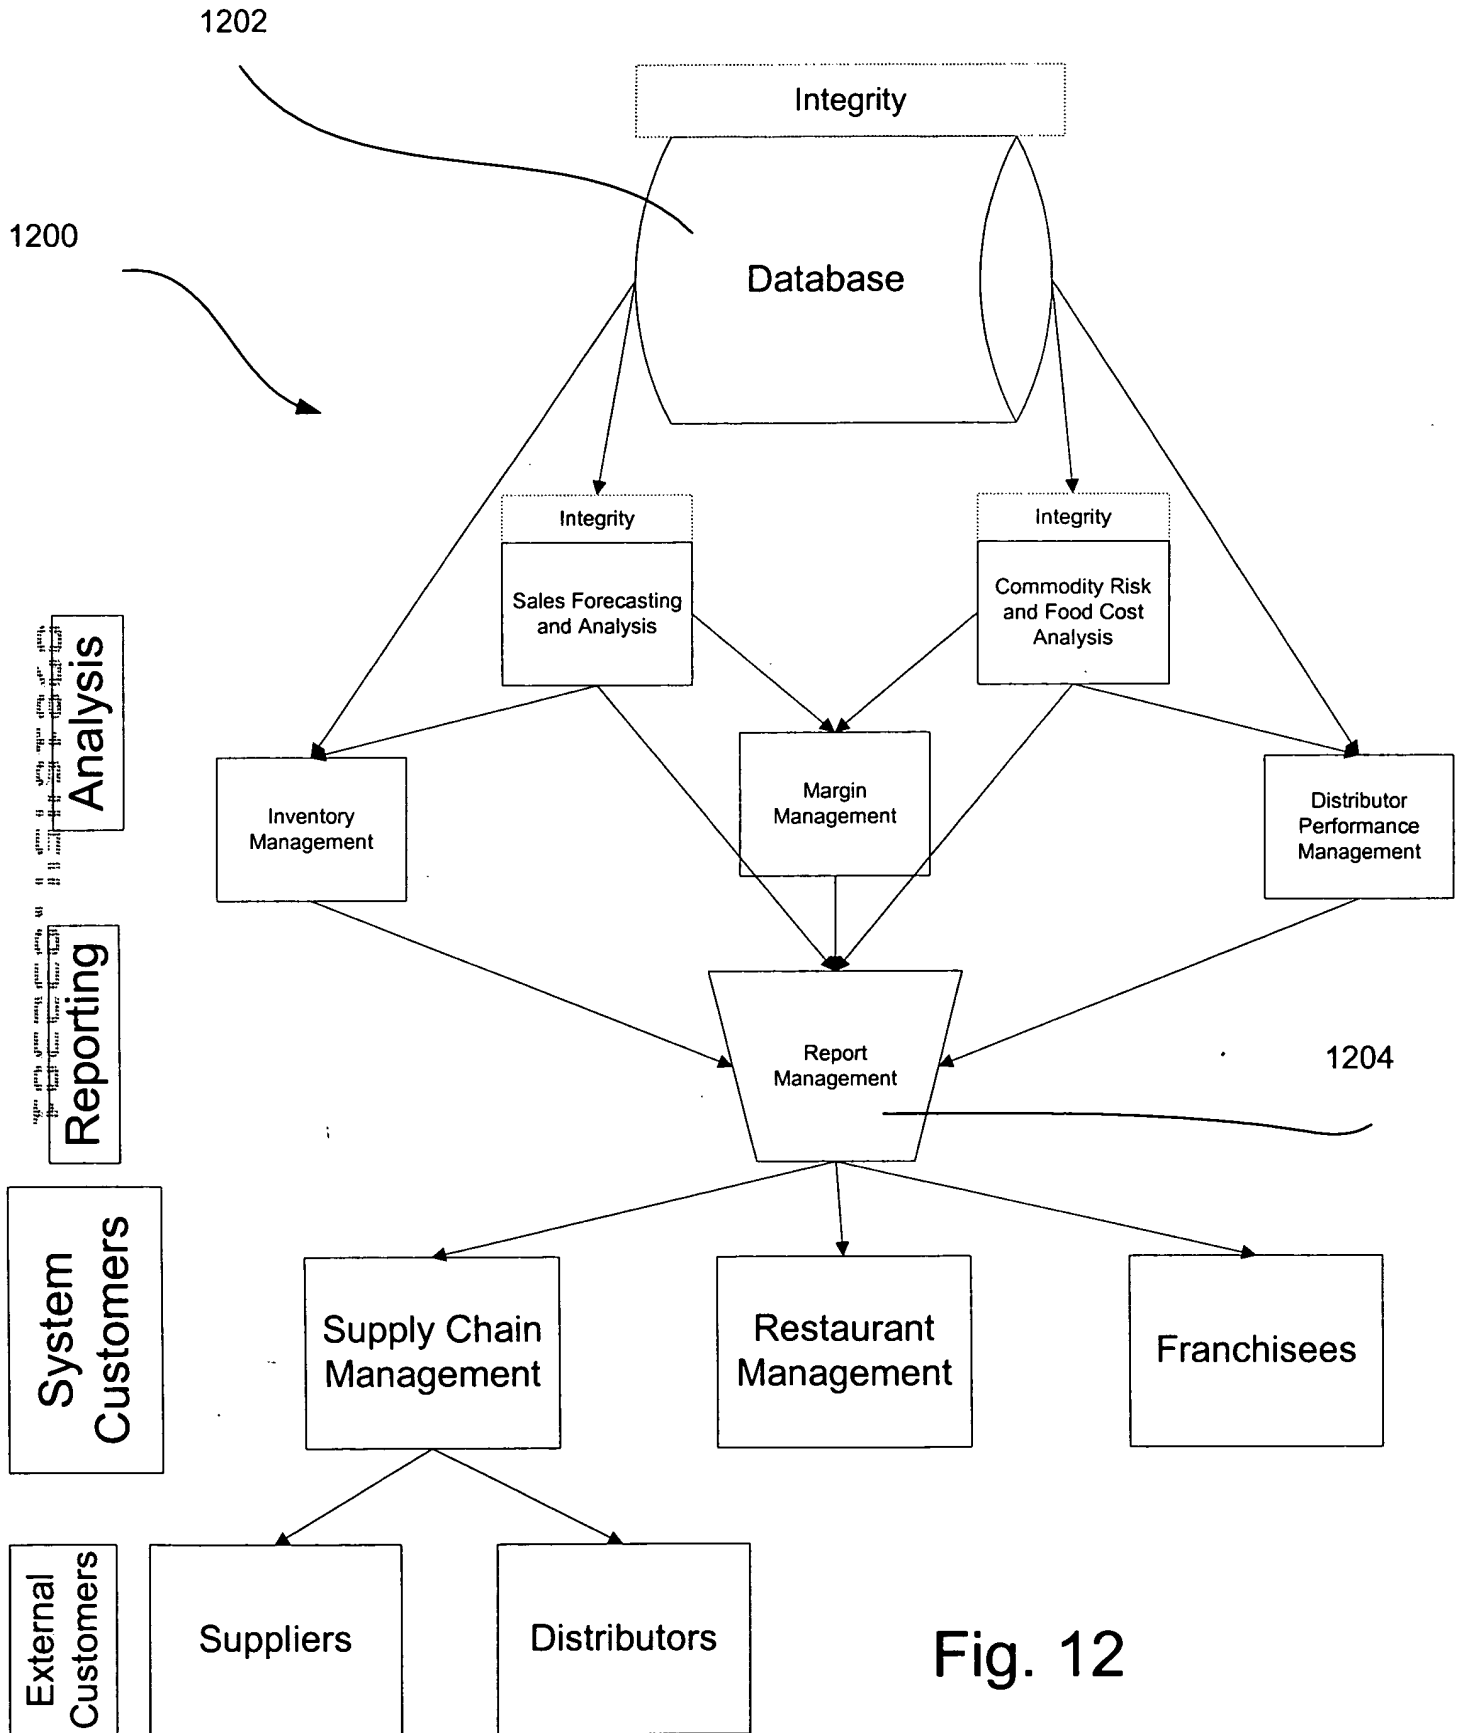 1202
Integrity
1200
Database
Integrity
Integrity
Sales Forecasting
and Analysis
Commodity Risk
and Food Cost
Analysis
Analysis
Inventory
Management
Margin
Management
Distributor
Performance
Management
Reporting
Report
Management
1204
System
Customers
Supply Chain
Management
Restaurant
Management
Franchisees
External
Customers
Suppliers
Distributors
Fig. 12